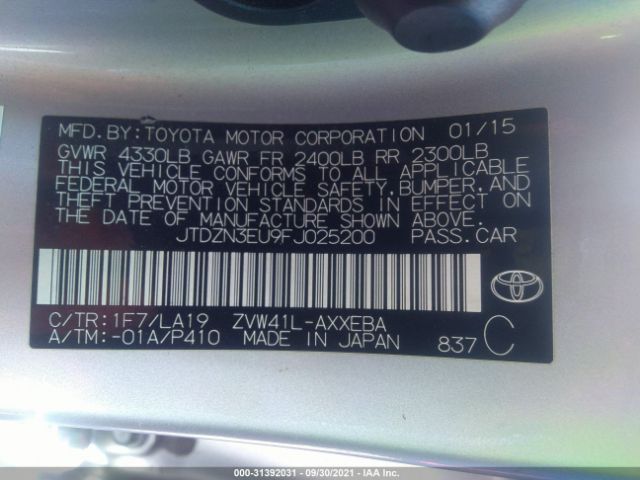 MFD.BY:TOYOTA MOTOR CORPORATION 01/15
GVWR 4330LB GAWR FR 2400LB RR 2300LB
THIS VEHICLE CONFORMS TO ALL APPLICABLE
FEDERAL MOTOR VEHICLE SAFETY,BUMPER,AND
THEFT PREVENTION STANDARDS IN EFFECT ON
THE DATE OF MANUFACTURE SHOWN ABOVE.
JTDZN3EU9FJ025200 PASS.CAR
C/TR:1F7/LA19 ZVW41L-AXXEBA
A/TM:-01A/P410 MADE IN JAPAN 837 C
000-31392031 - 09/30/2021 - IAA Inc.